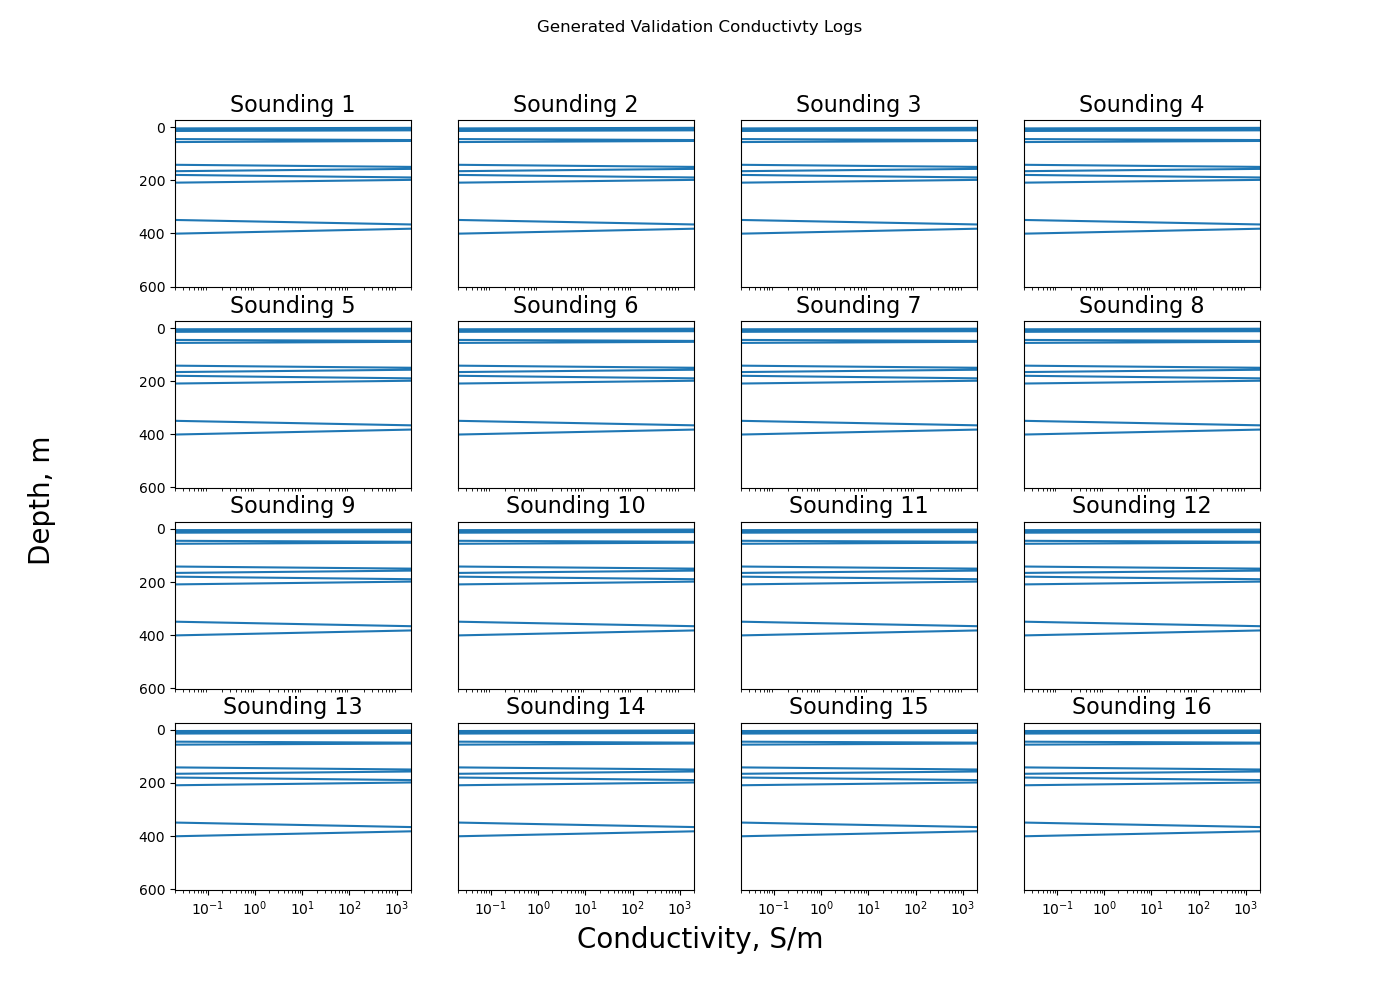 Generated Validation Conductivty Logs
Sounding 1 Sounding 2 Sounding 3 Sounding 4
0
200
400
600
Sounding 5 Sounding 6 Sounding 7 Sounding 8
0
200
400
600
Sounding 9 Sounding 10 Sounding 11 Sounding 12
0
200
400
600
Sounding 13 Sounding 14 Sounding 15 Sounding 16
0
200
400
600
10⁻¹ 10⁰ 10¹ 10² 10³ 10⁻¹ 10⁰ 10¹ 10² 10³ 10⁻¹ 10⁰ 10¹ 10² 10³ 10⁻¹ 10⁰ 10¹ 10² 10³
Depth, m
Conductivity, S/m